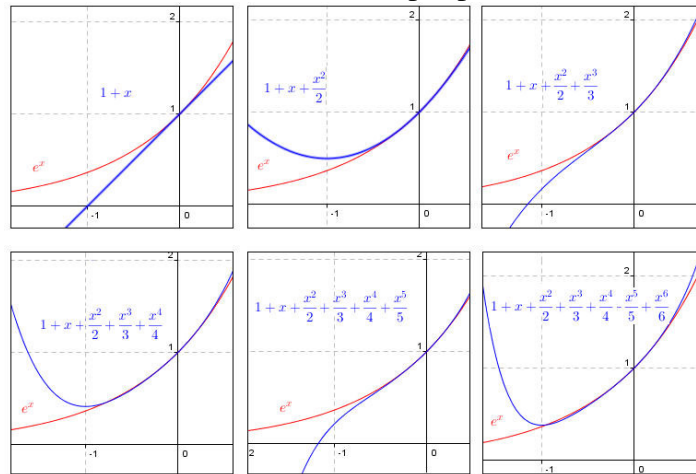 2
1 + x
1
e^x
-1 0
2
1 + x + x^2/2
1
e^x
-1 0
2
1 + x + x^2/2 + x^3/3
1
e^x
-1 0
2
1 + x + x^2/2 + x^3/3 + x^4/4
1
e^x
-1 0
2
1 + x + x^2/2 + x^3/3 + x^4/4 + x^5/5
1
e^x
2 -1 0
2
1 + x + x^2/2 + x^3/3 + x^4/4 - x^5/5 + x^6/6
1
e^x
-1 0